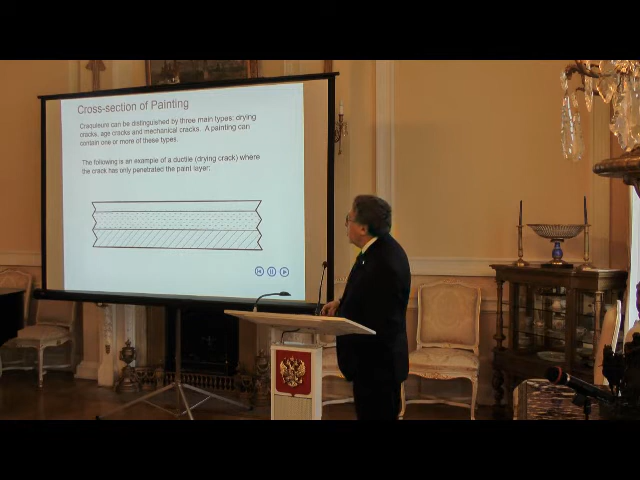 Cross-section of Painting
Craquleure can be distinguished by three main types: drying
cracks, age cracks and mechanical cracks. A painting can
contain one or more of these types.
The following is an example of a ductile (drying crack) where
the crack has only penetrated the paint layer: